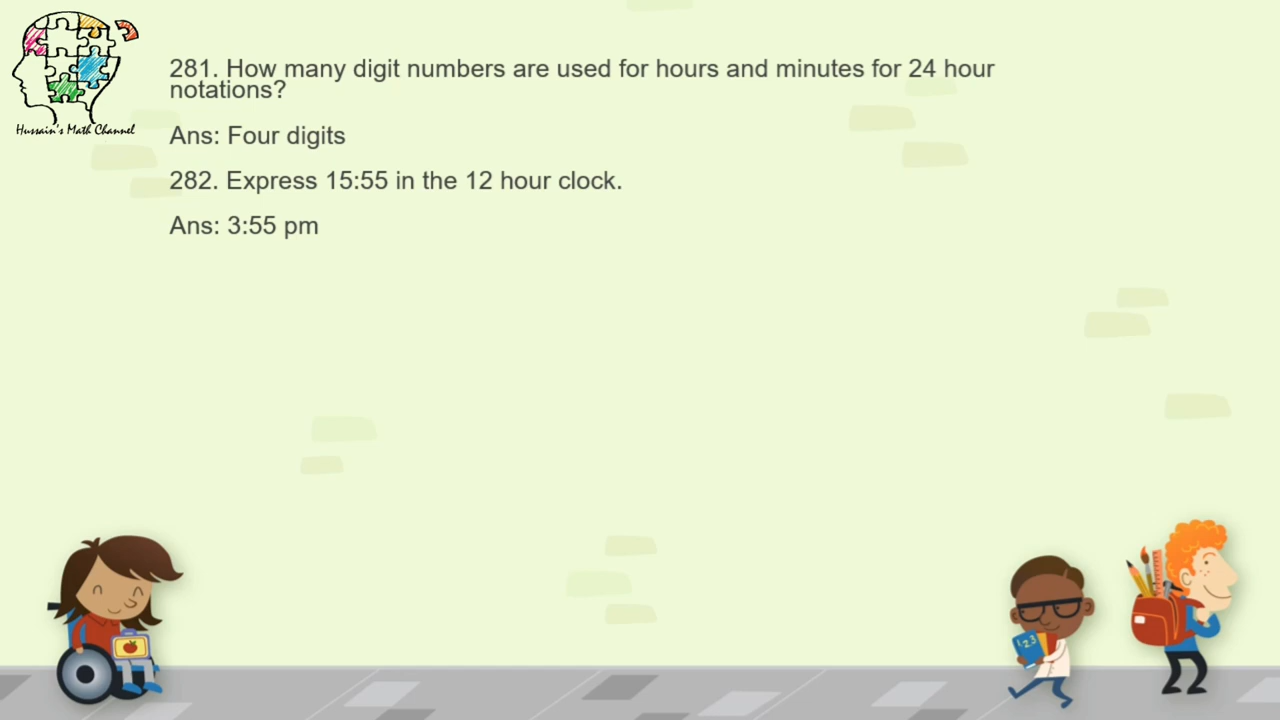 Hussain's Math Channel
281. How many digit numbers are used for hours and minutes for 24 hour
notations?
Ans: Four digits
282. Express 15:55 in the 12 hour clock.
Ans: 3:55 pm
123